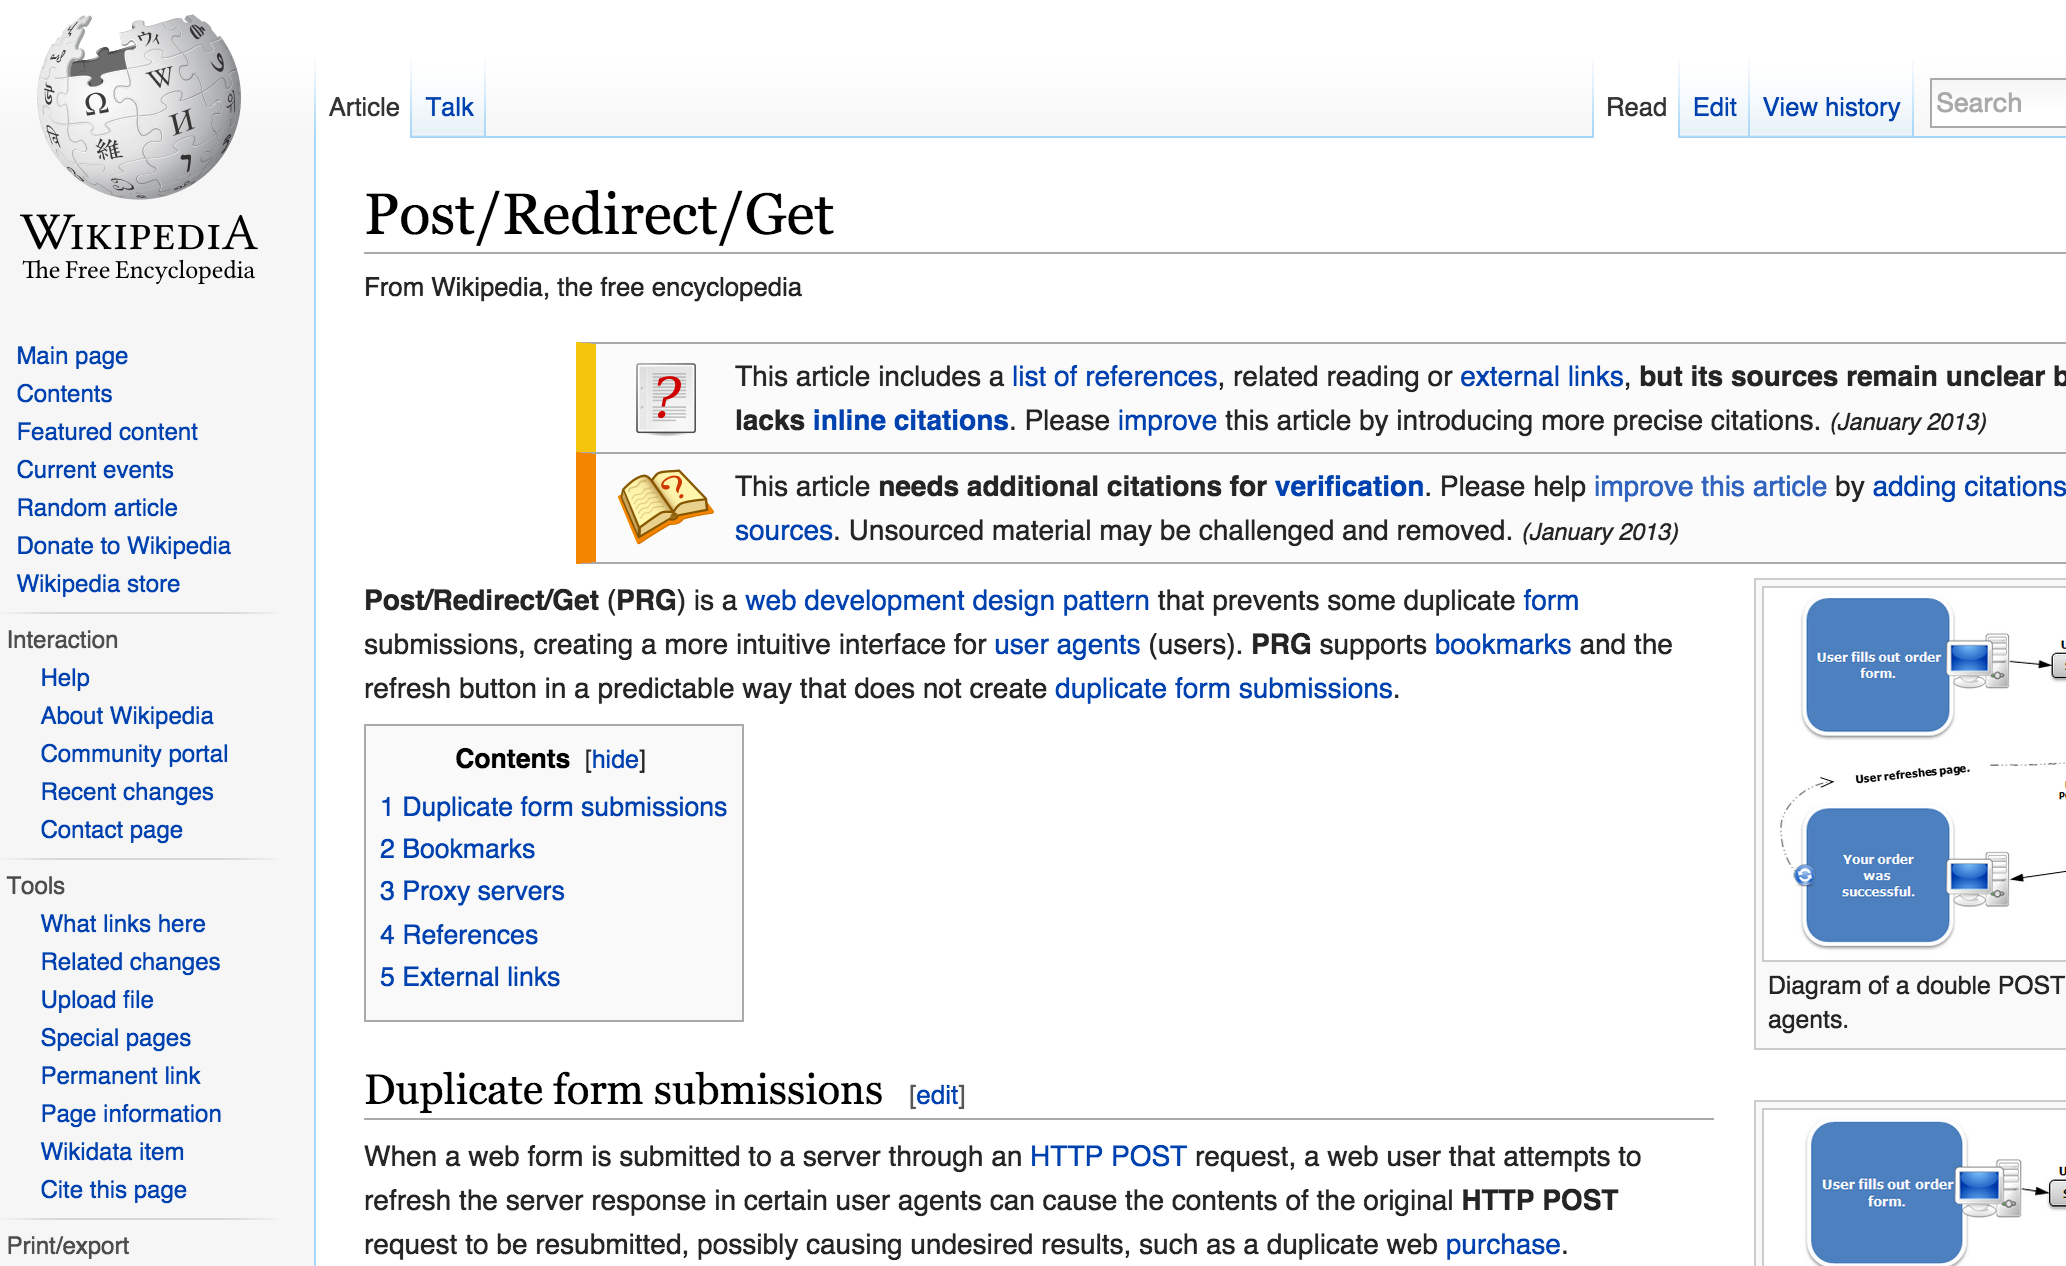 WIKIPEDIA
The Free Encyclopedia
Main page
Contents
Featured content
Current events
Random article
Donate to Wikipedia
Wikipedia store
Interaction
Help
About Wikipedia
Community portal
Recent changes
Contact page
Tools
What links here
Related changes
Upload file
Special pages
Permanent link
Page information
Wikidata item
Cite this page
Print/export
Article Talk
Read Edit View history Search
Post/Redirect/Get
From Wikipedia, the free encyclopedia
This article includes a list of references, related reading or external links, but its sources remain unclear b
lacks inline citations. Please improve this article by introducing more precise citations. (January 2013)
This article needs additional citations for verification. Please help improve this article by adding citations
sources. Unsourced material may be challenged and removed. (January 2013)
Post/Redirect/Get (PRG) is a web development design pattern that prevents some duplicate form
submissions, creating a more intuitive interface for user agents (users). PRG supports bookmarks and the
refresh button in a predictable way that does not create duplicate form submissions.
Contents [hide]
1 Duplicate form submissions
2 Bookmarks
3 Proxy servers
4 References
5 External links
Duplicate form submissions [edit]
When a web form is submitted to a server through an HTTP POST request, a web user that attempts to
refresh the server response in certain user agents can cause the contents of the original HTTP POST
request to be resubmitted, possibly causing undesired results, such as a duplicate web purchase.
User fills out order
form.
User refreshes page.
Your order
was
successful.
Diagram of a double POST
agents.
User fills out order
form.